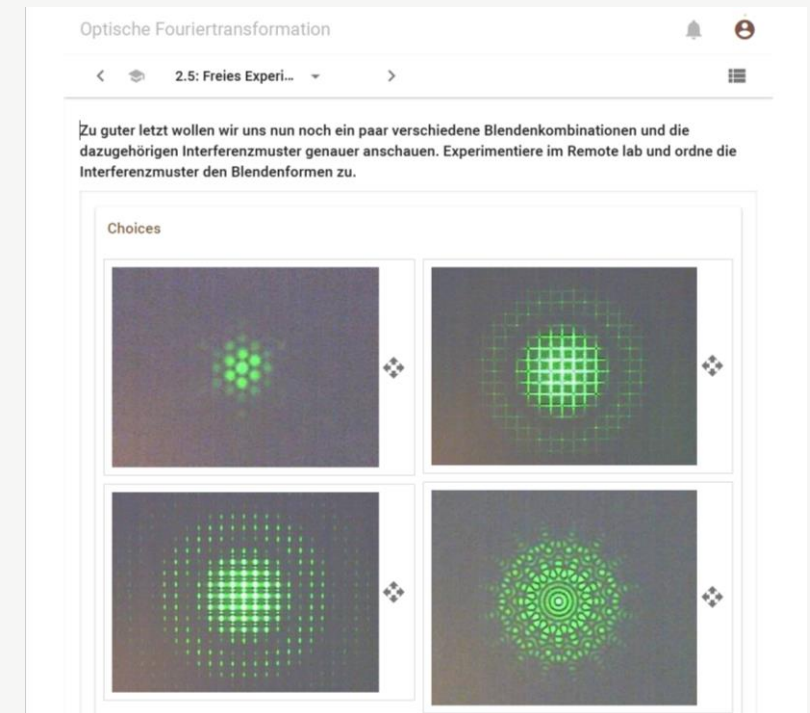 Optische Fouriertransformation
2.5: Freies Experi...
Zu guter letzt wollen wir uns nun noch ein paar verschiedene Blendenkombinationen und die
dazugehörigen Interferenzmuster genauer anschauen. Experimentiere im Remote lab und ordne die
Interferenzmuster den Blendenformen zu.
Choices